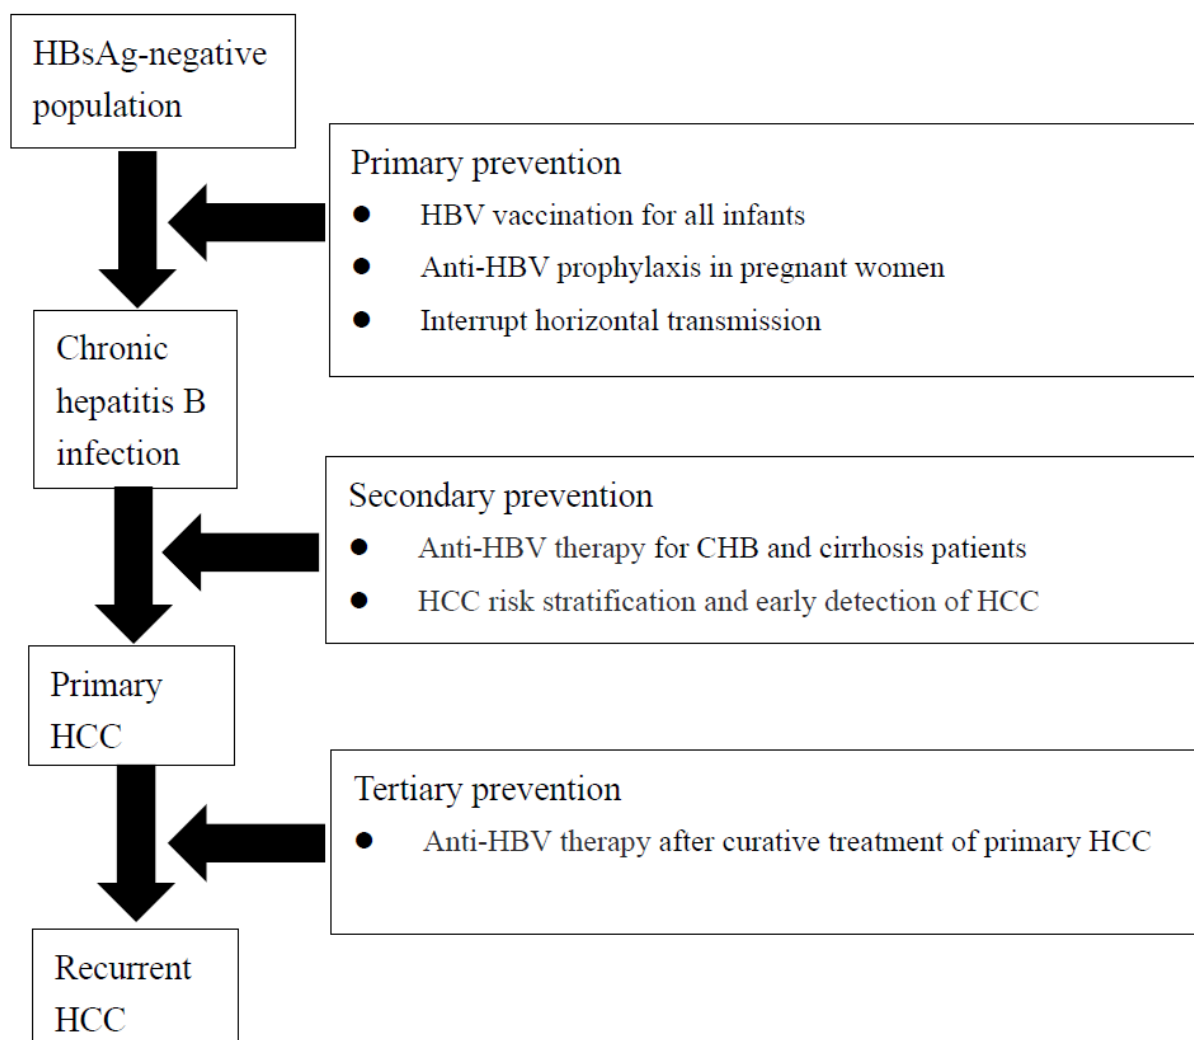 HBsAg-negative
population
Primary prevention
● HBV vaccination for all infants
● Anti-HBV prophylaxis in pregnant women
● Interrupt horizontal transmission
Chronic
hepatitis B
infection
Secondary prevention
● Anti-HBV therapy for CHB and cirrhosis patients
● HCC risk stratification and early detection of HCC
Primary
HCC
Tertiary prevention
● Anti-HBV therapy after curative treatment of primary HCC
Recurrent
HCC